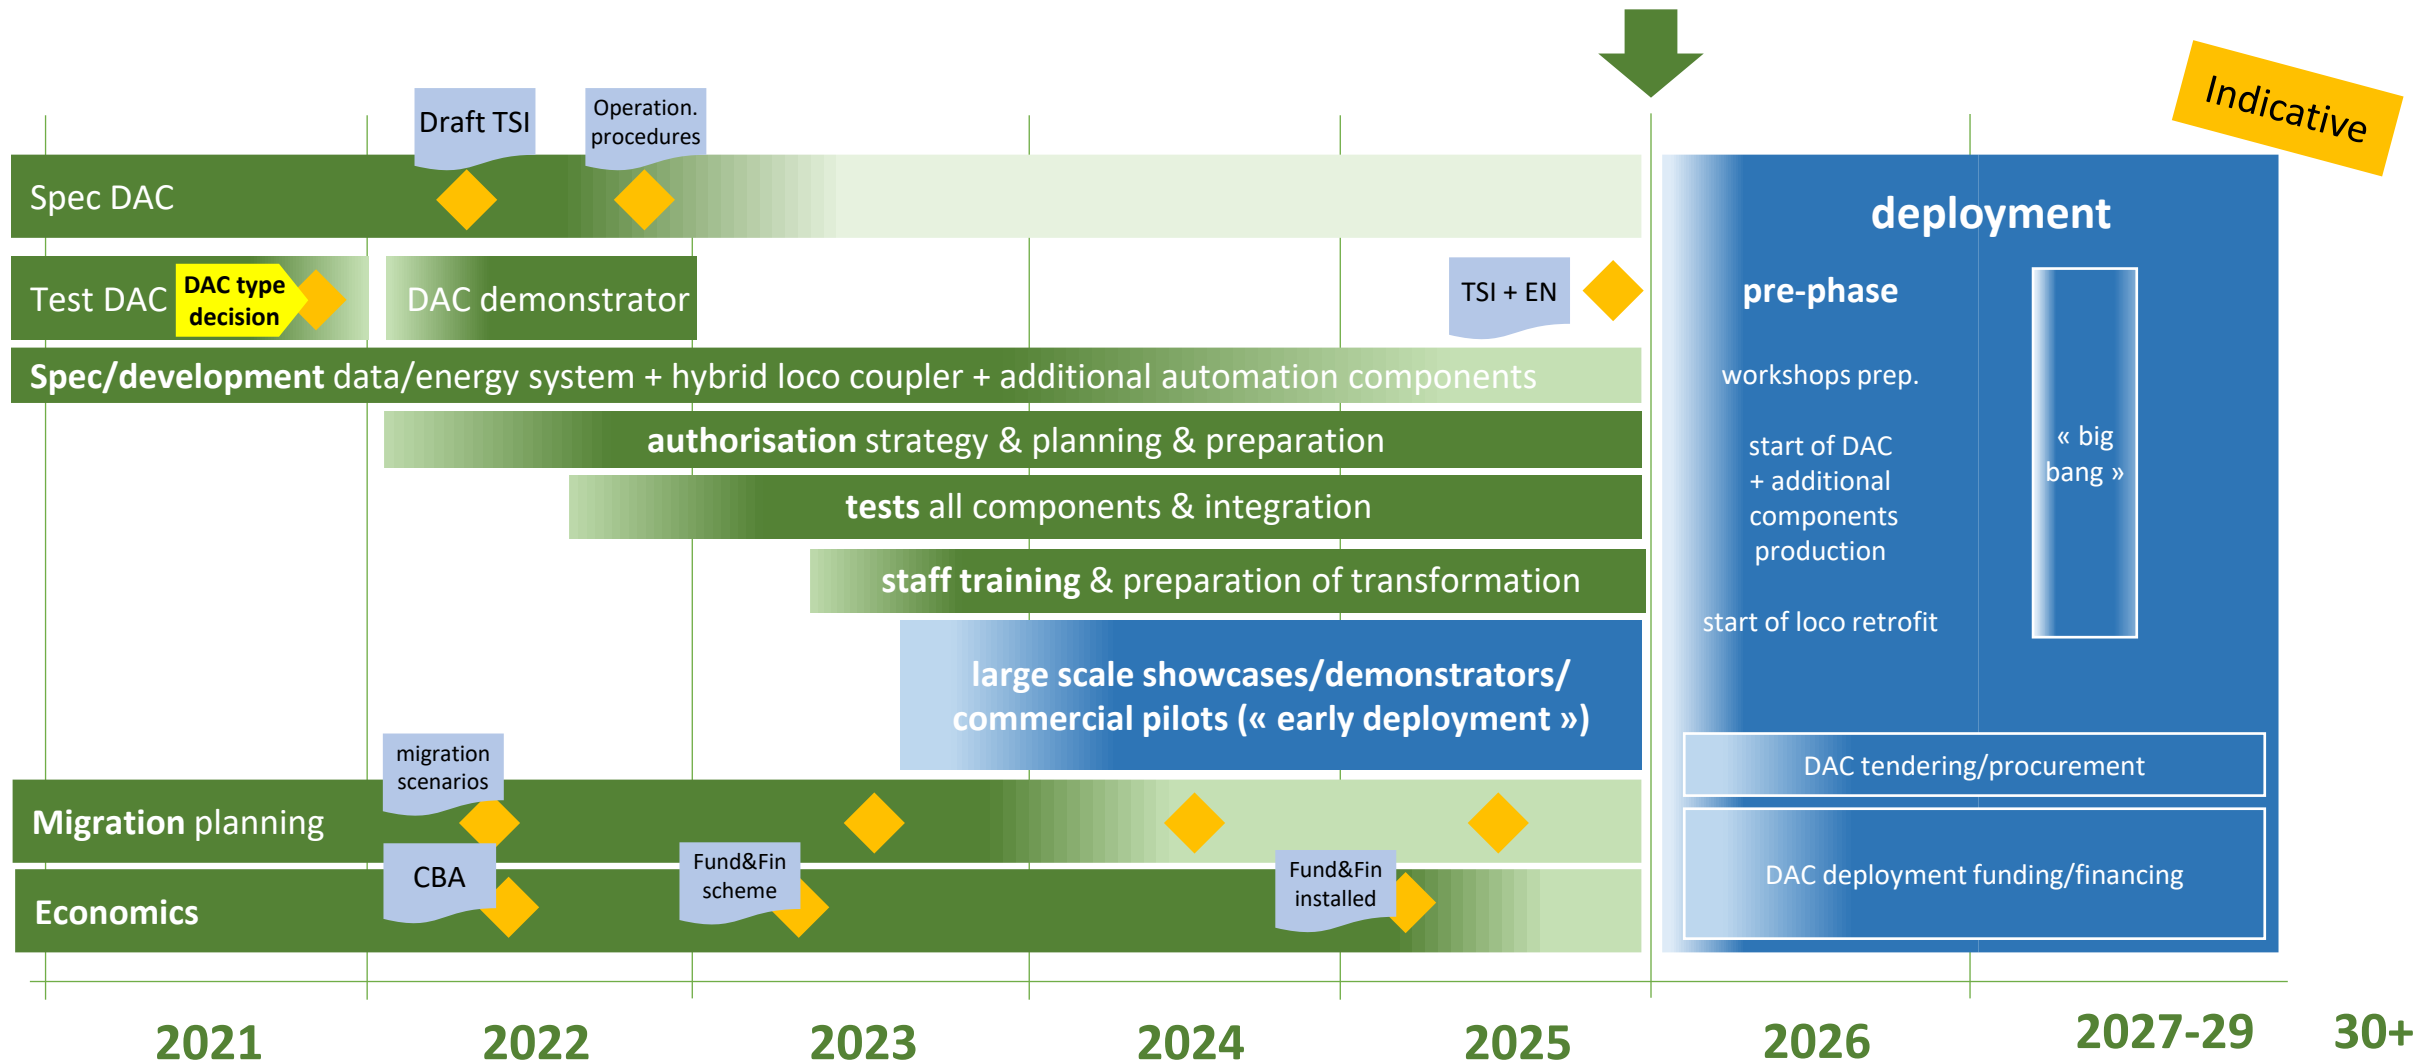 Indicative
Draft TSI
Operation.
procedures
Spec DAC
deployment
Test DAC
DAC type
decision
DAC demonstrator
TSI + EN
pre-phase
Spec/development data/energy system + hybrid loco coupler + additional automation components
workshops prep.
authorisation strategy & planning & preparation
start of DAC
+ additional
components
production
« big
bang »
tests all components & integration
staff training & preparation of transformation
start of loco retrofit
large scale showcases/demonstrators/
commercial pilots (« early deployment »)
migration
scenarios
DAC tendering/procurement
Migration planning
CBA
Fund&Fin
scheme
Fund&Fin
installed
DAC deployment funding/financing
Economics
2021
2022
2023
2024
2025
2026
2027-29
30+